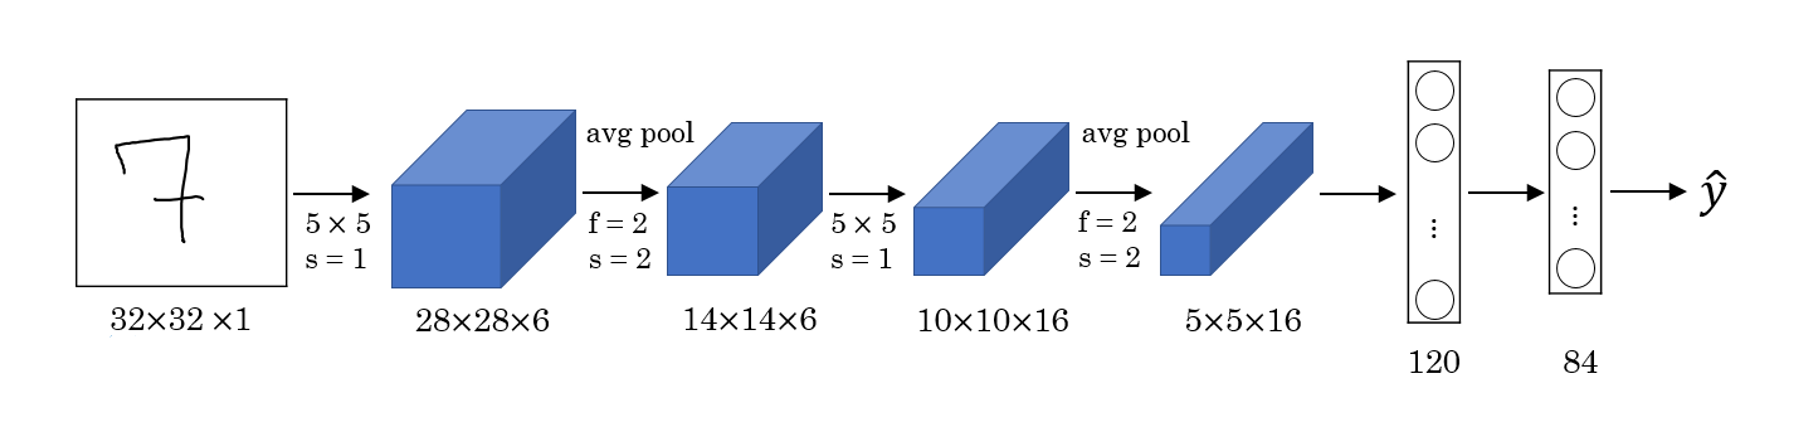 7
avg pool
avg pool
5 × 5
s = 1
f = 2
s = 2
5 × 5
s = 1
f = 2
s = 2
ŷ
32×32 ×1
28×28×6
14×14×6
10×10×16
5×5×16
⋮
⋮
120
84